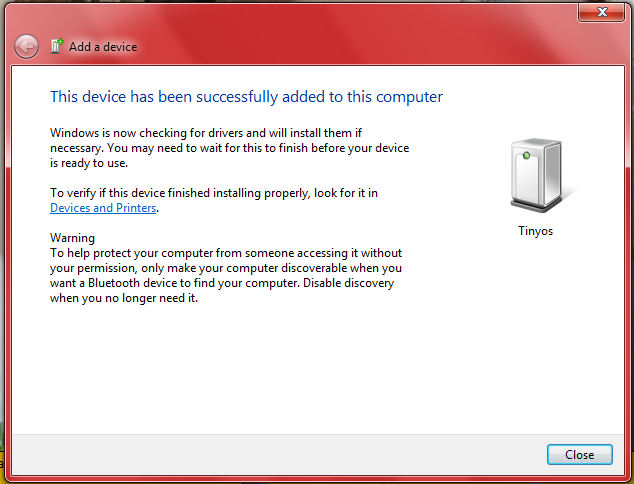 Add a device
This device has been successfully added to this computer
Windows is now checking for drivers and will install them if
necessary. You may need to wait for this to finish before your device
is ready to use.
To verify if this device finished installing properly, look for it in
Devices and Printers.
Warning
To help protect your computer from someone accessing it without
your permission, only make your computer discoverable when you
want a Bluetooth device to find your computer. Disable discovery
when you no longer need it.
Tinyos
Close